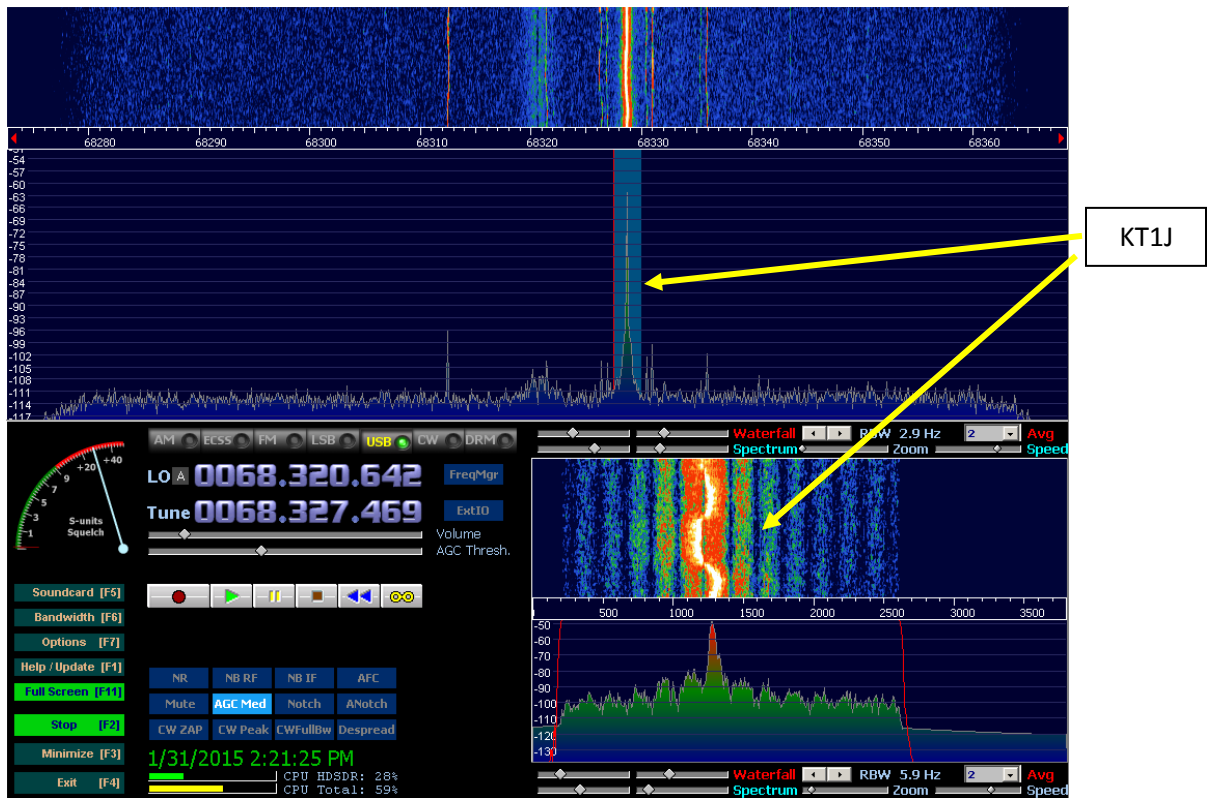 68280 68290 68300 68310 68320 68330 68340 68350 68360
-54
-57
-60
-63
-66
-69
-72
-75
-78
-81
-84
-87
-90
-93
-96
-99
-102
-105
-108
-111
-114
-117
KT1J
AM ECSS FM LSB USB CW DRM
LO A 0068.320.642 FreqMgr
Tune 0068.327.469 ExtIO
Volume
AGC Thresh.
1 3 5 7 9 +20 +40
S-units
Squelch
Waterfall RBW 2.9 Hz 2 Avg
Spectrum Zoom Speed
Soundcard [F5]
Bandwidth [F6]
Options [F7]
Help / Update [F1]
Full Screen [F11]
Stop [F2]
Minimize [F3]
Exit [F4]
NR NB RF NB IF AFC
Mute AGC Med Notch ANotch
CW ZAP CW Peak CWFullBw Despread
1/31/2015 2:21:25 PM
CPU HDSDR: 28%
CPU Total: 59%
500 1000 1500 2000 2500 3000 3500
-50
-60
-70
-80
-90
-100
-110
-120
-130
Waterfall RBW 5.9 Hz 2 Avg
Spectrum Zoom Speed